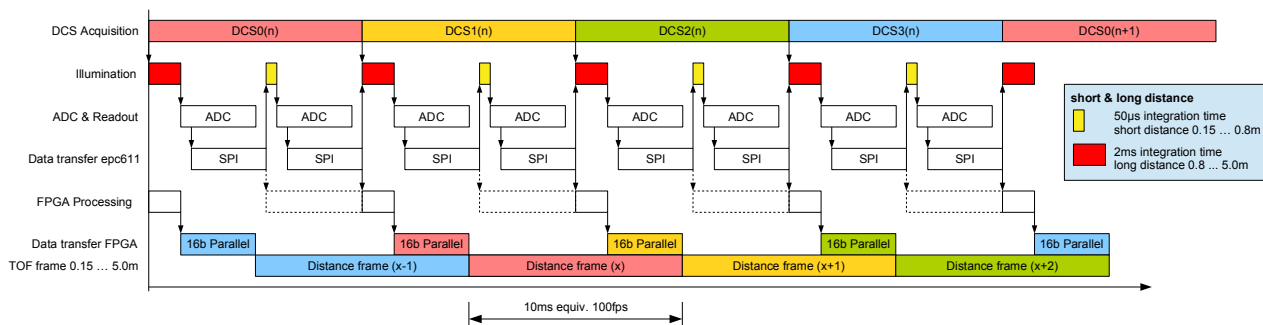 DCS Acquisition
DCS0(n)
DCS1(n)
DCS2(n)
DCS3(n)
DCS0(n+1)
Illumination
ADC & Readout
ADC
ADC
ADC
ADC
ADC
ADC
ADC
ADC
Data transfer epc611
SPI
SPI
SPI
SPI
SPI
SPI
SPI
SPI
FPGA Processing
Data transfer FPGA
16b Parallel
16b Parallel
16b Parallel
16b Parallel
16b Parallel
TOF frame 0.15 … 5.0m
Distance frame (x-1)
Distance frame (x)
Distance frame (x+1)
Distance frame (x+2)
10ms equiv. 100fps
short & long distance
50µs integration time
short distance 0.15 … 0.8m
2ms integration time
long distance 0.8 ... 5.0m